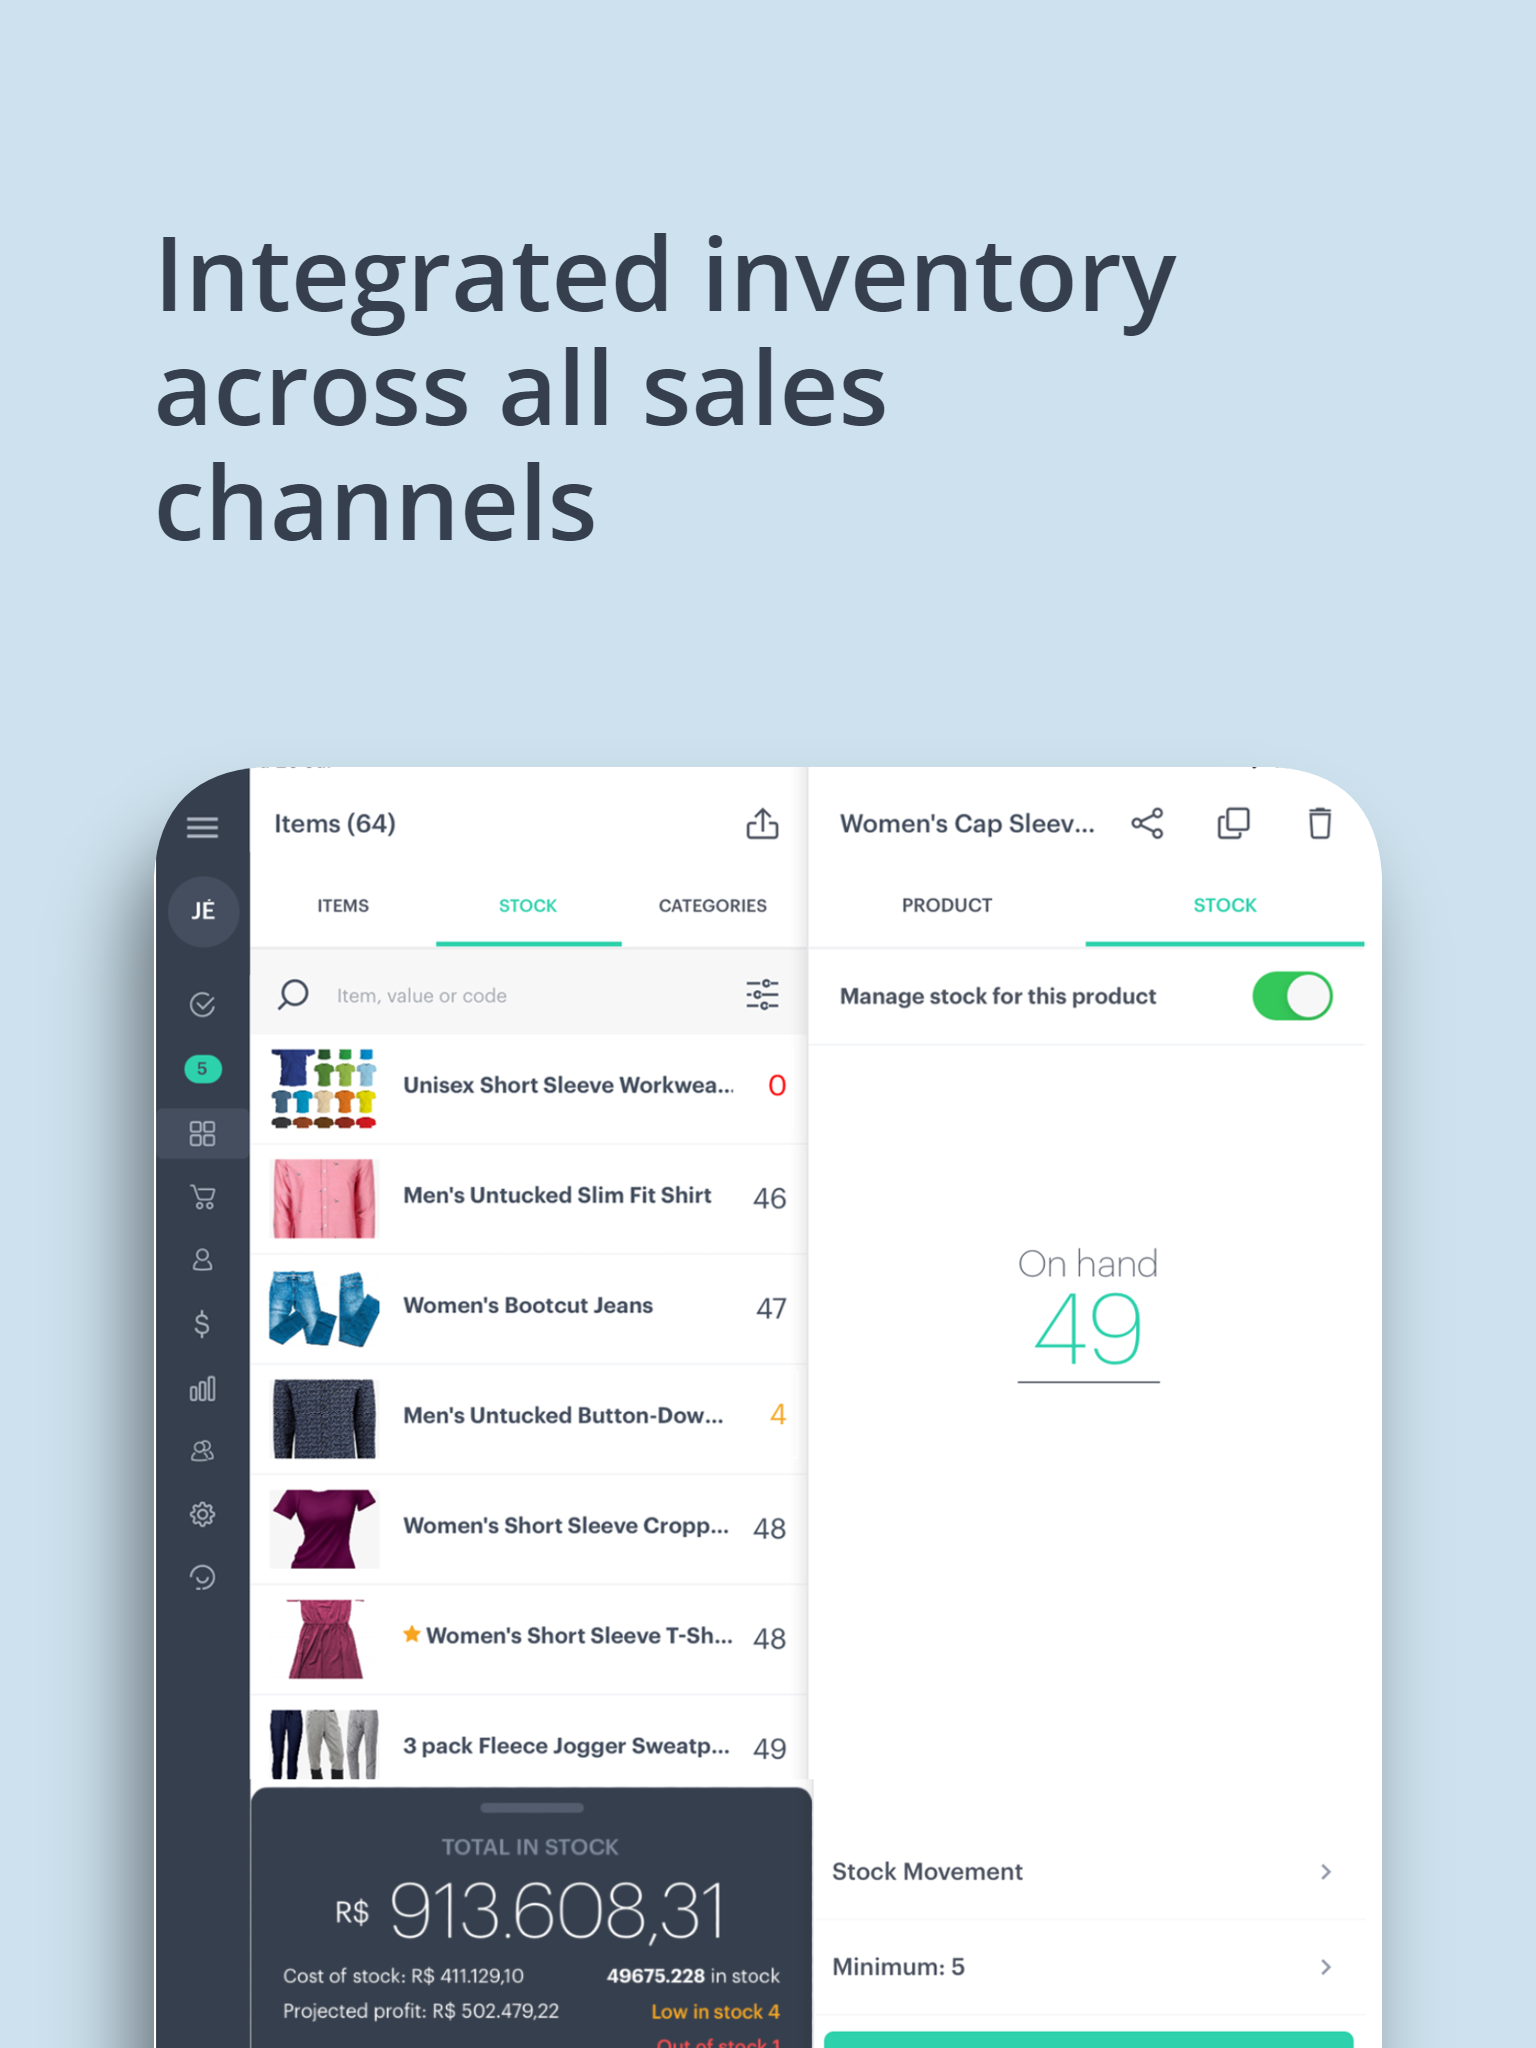 Integrated inventory
across all sales
channels
Items (64)
Women's Cap Sleev...
JÉ
ITEMS
STOCK
CATEGORIES
PRODUCT
STOCK
Item, value or code
Manage stock for this product
5
Unisex Short Sleeve Workwea...
0
Men's Untucked Slim Fit Shirt
46
Women's Bootcut Jeans
47
Men's Untucked Button-Dow...
4
Women's Short Sleeve Cropp...
48
Women's Short Sleeve T-Sh...
48
3 pack Fleece Jogger Sweatp...
49
On hand
49
TOTAL IN STOCK
R$ 913.608,31
Cost of stock: R$ 411.129,10
49675.228 in stock
Projected profit: R$ 502.479,22
Low in stock 4
Out of stock 1
Stock Movement
Minimum: 5